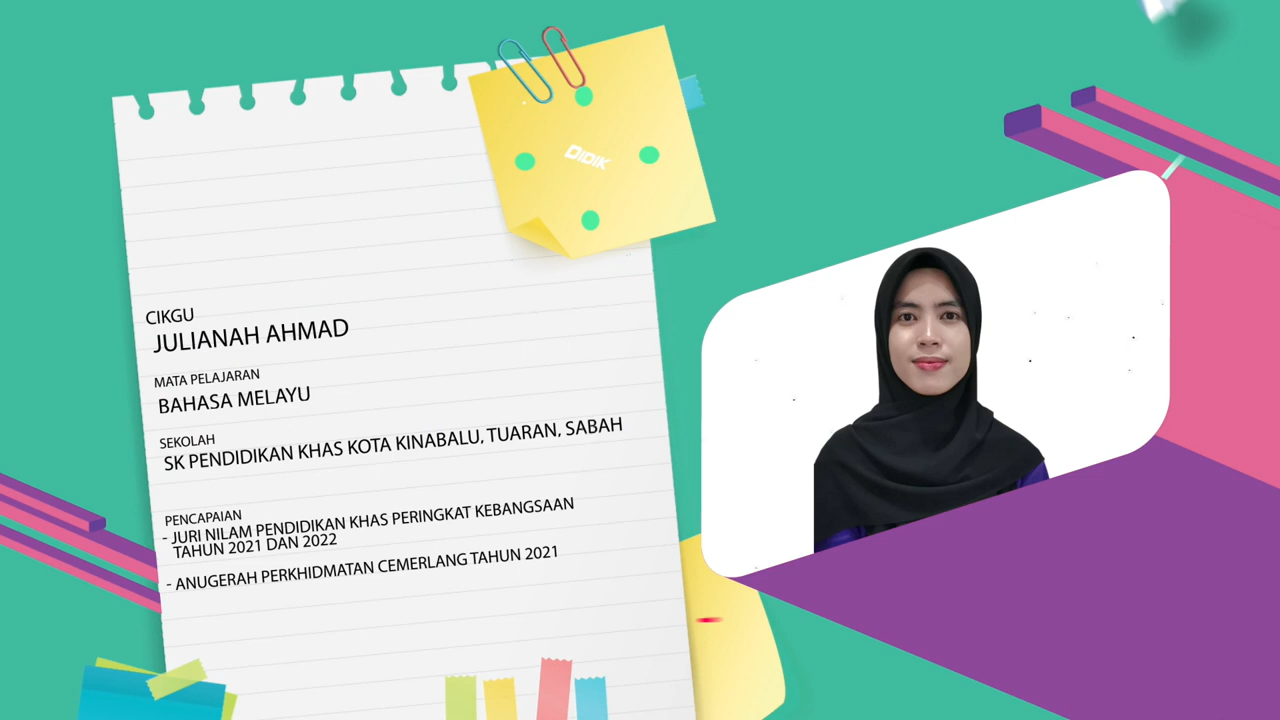 DIDIK
CIKGU
JULIANAH AHMAD
MATA PELAJARAN
BAHASA MELAYU
SEKOLAH
SK PENDIDIKAN KHAS KOTA KINABALU, TUARAN, SABAH
PENCAPAIAN
- JURI NILAM PENDIDIKAN KHAS PERINGKAT KEBANGSAAN
TAHUN 2021 DAN 2022
- ANUGERAH PERKHIDMATAN CEMERLANG TAHUN 2021